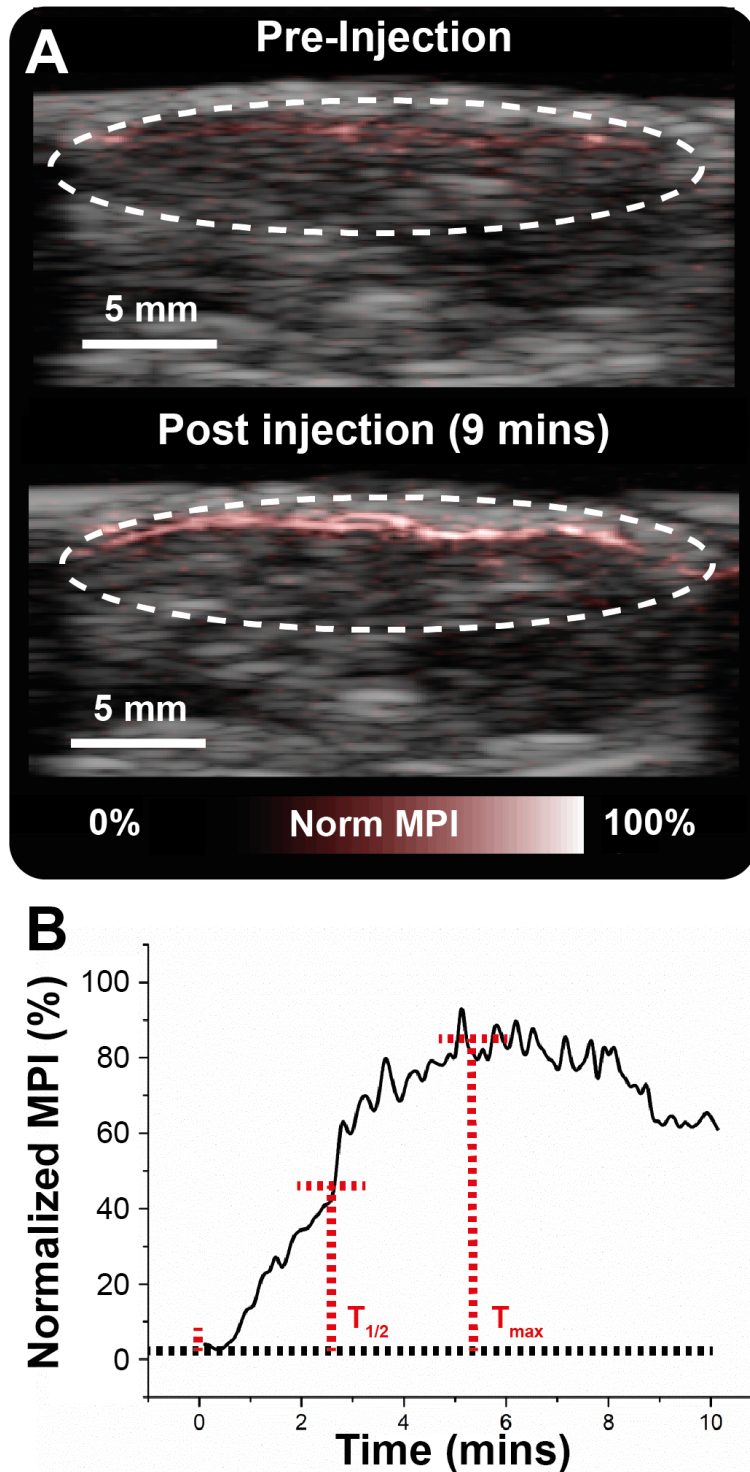 A
Pre-Injection
5 mm
Post injection (9 mins)
5 mm
0% Norm MPI 100%
B
Normalized MPI (%)
100
80
60
40
20
0
T1/2
Tmax
0 2 4 6 8 10
Time (mins)